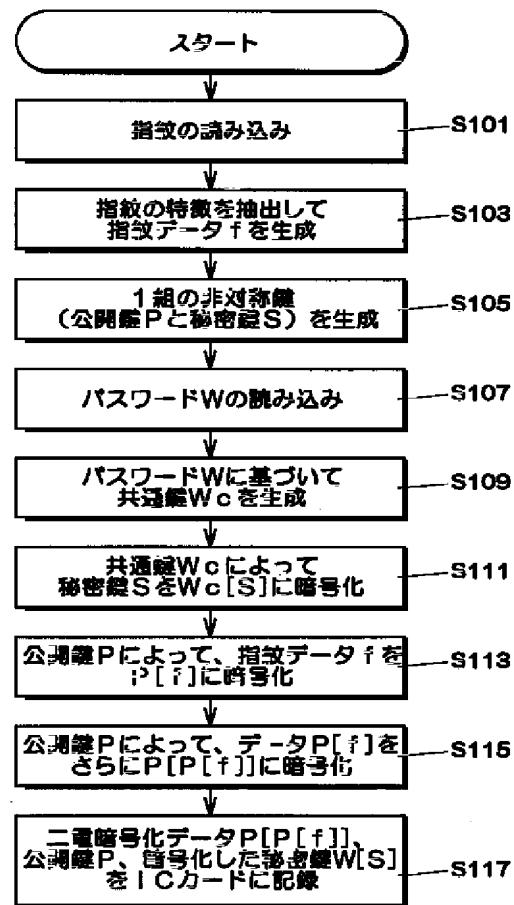 スタート
指紋の読み込み
S101
指紋の特徴を抽出して
指紋データfを生成
S103
1組の非対称鍵
(公開鍵Pと秘密鍵S)を生成
S105
パスワードWの読み込み
S107
パスワードWに基づいて
共通鍵Wcを生成
S109
共通鍵Wcによって
秘密鍵SをWc[S]に暗号化
S111
公開鍵Pによって、指紋データfを
P[f]に暗号化
S113
公開鍵Pによって、データP[f]を
さらにP[P[f]]に暗号化
S115
二重暗号化データP[P[f]]、
公開鍵P、暗号化した秘密鍵W[S]
をICカードに記録
S117